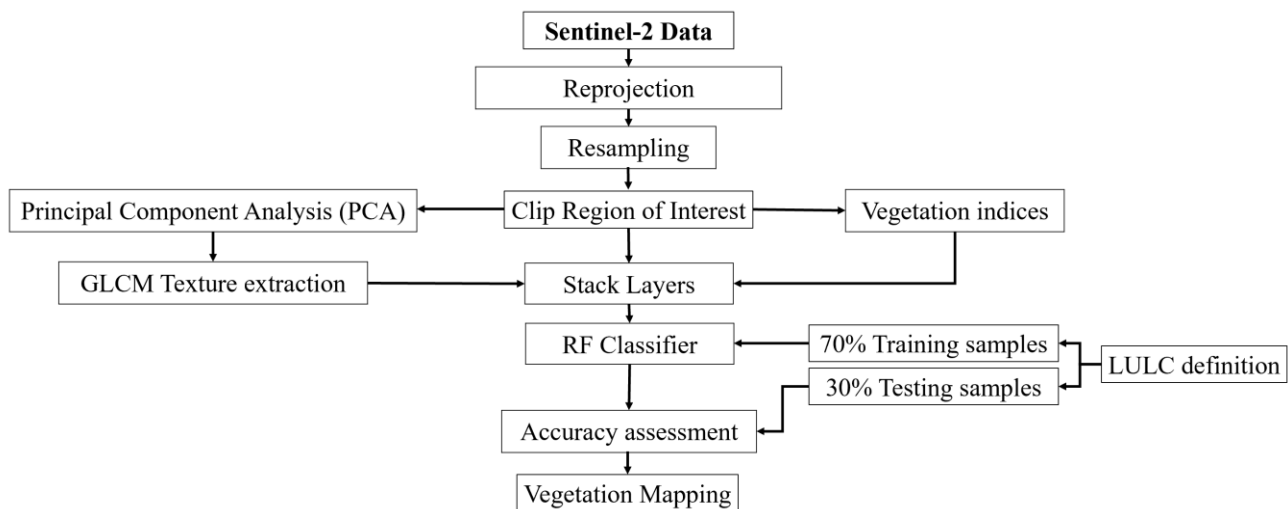 Sentinel-2 Data
Reprojection
Resampling
Principal Component Analysis (PCA)
Clip Region of Interest
Vegetation indices
GLCM Texture extraction
Stack Layers
RF Classifier
70% Training samples
LULC definition
30% Testing samples
Accuracy assessment
Vegetation Mapping